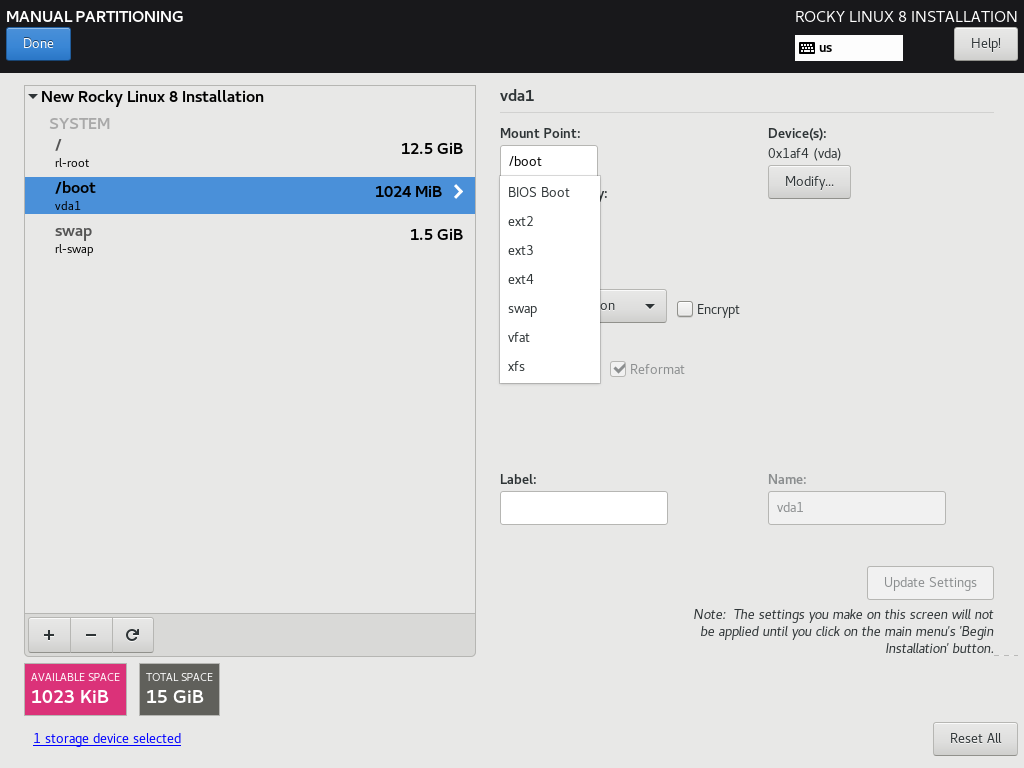 MANUAL PARTITIONING
ROCKY LINUX 8 INSTALLATION
Done
us
Help!
New Rocky Linux 8 Installation
SYSTEM
/
12.5 GiB
rl-root
/boot
1024 MiB
vda1
swap
1.5 GiB
rl-swap
vda1
Mount Point:
Device(s):
/boot
0x1af4 (vda)
Modify...
BIOS Boot
y:
ext2
ext3
ext4
swap
on
Encrypt
vfat
xfs
Reformat
Label:
Name:
vda1
Update Settings
Note: The settings you make on this screen will not
be applied until you click on the main menu's 'Begin
Installation' button.
AVAILABLE SPACE
1023 KiB
TOTAL SPACE
15 GiB
1 storage device selected
Reset All